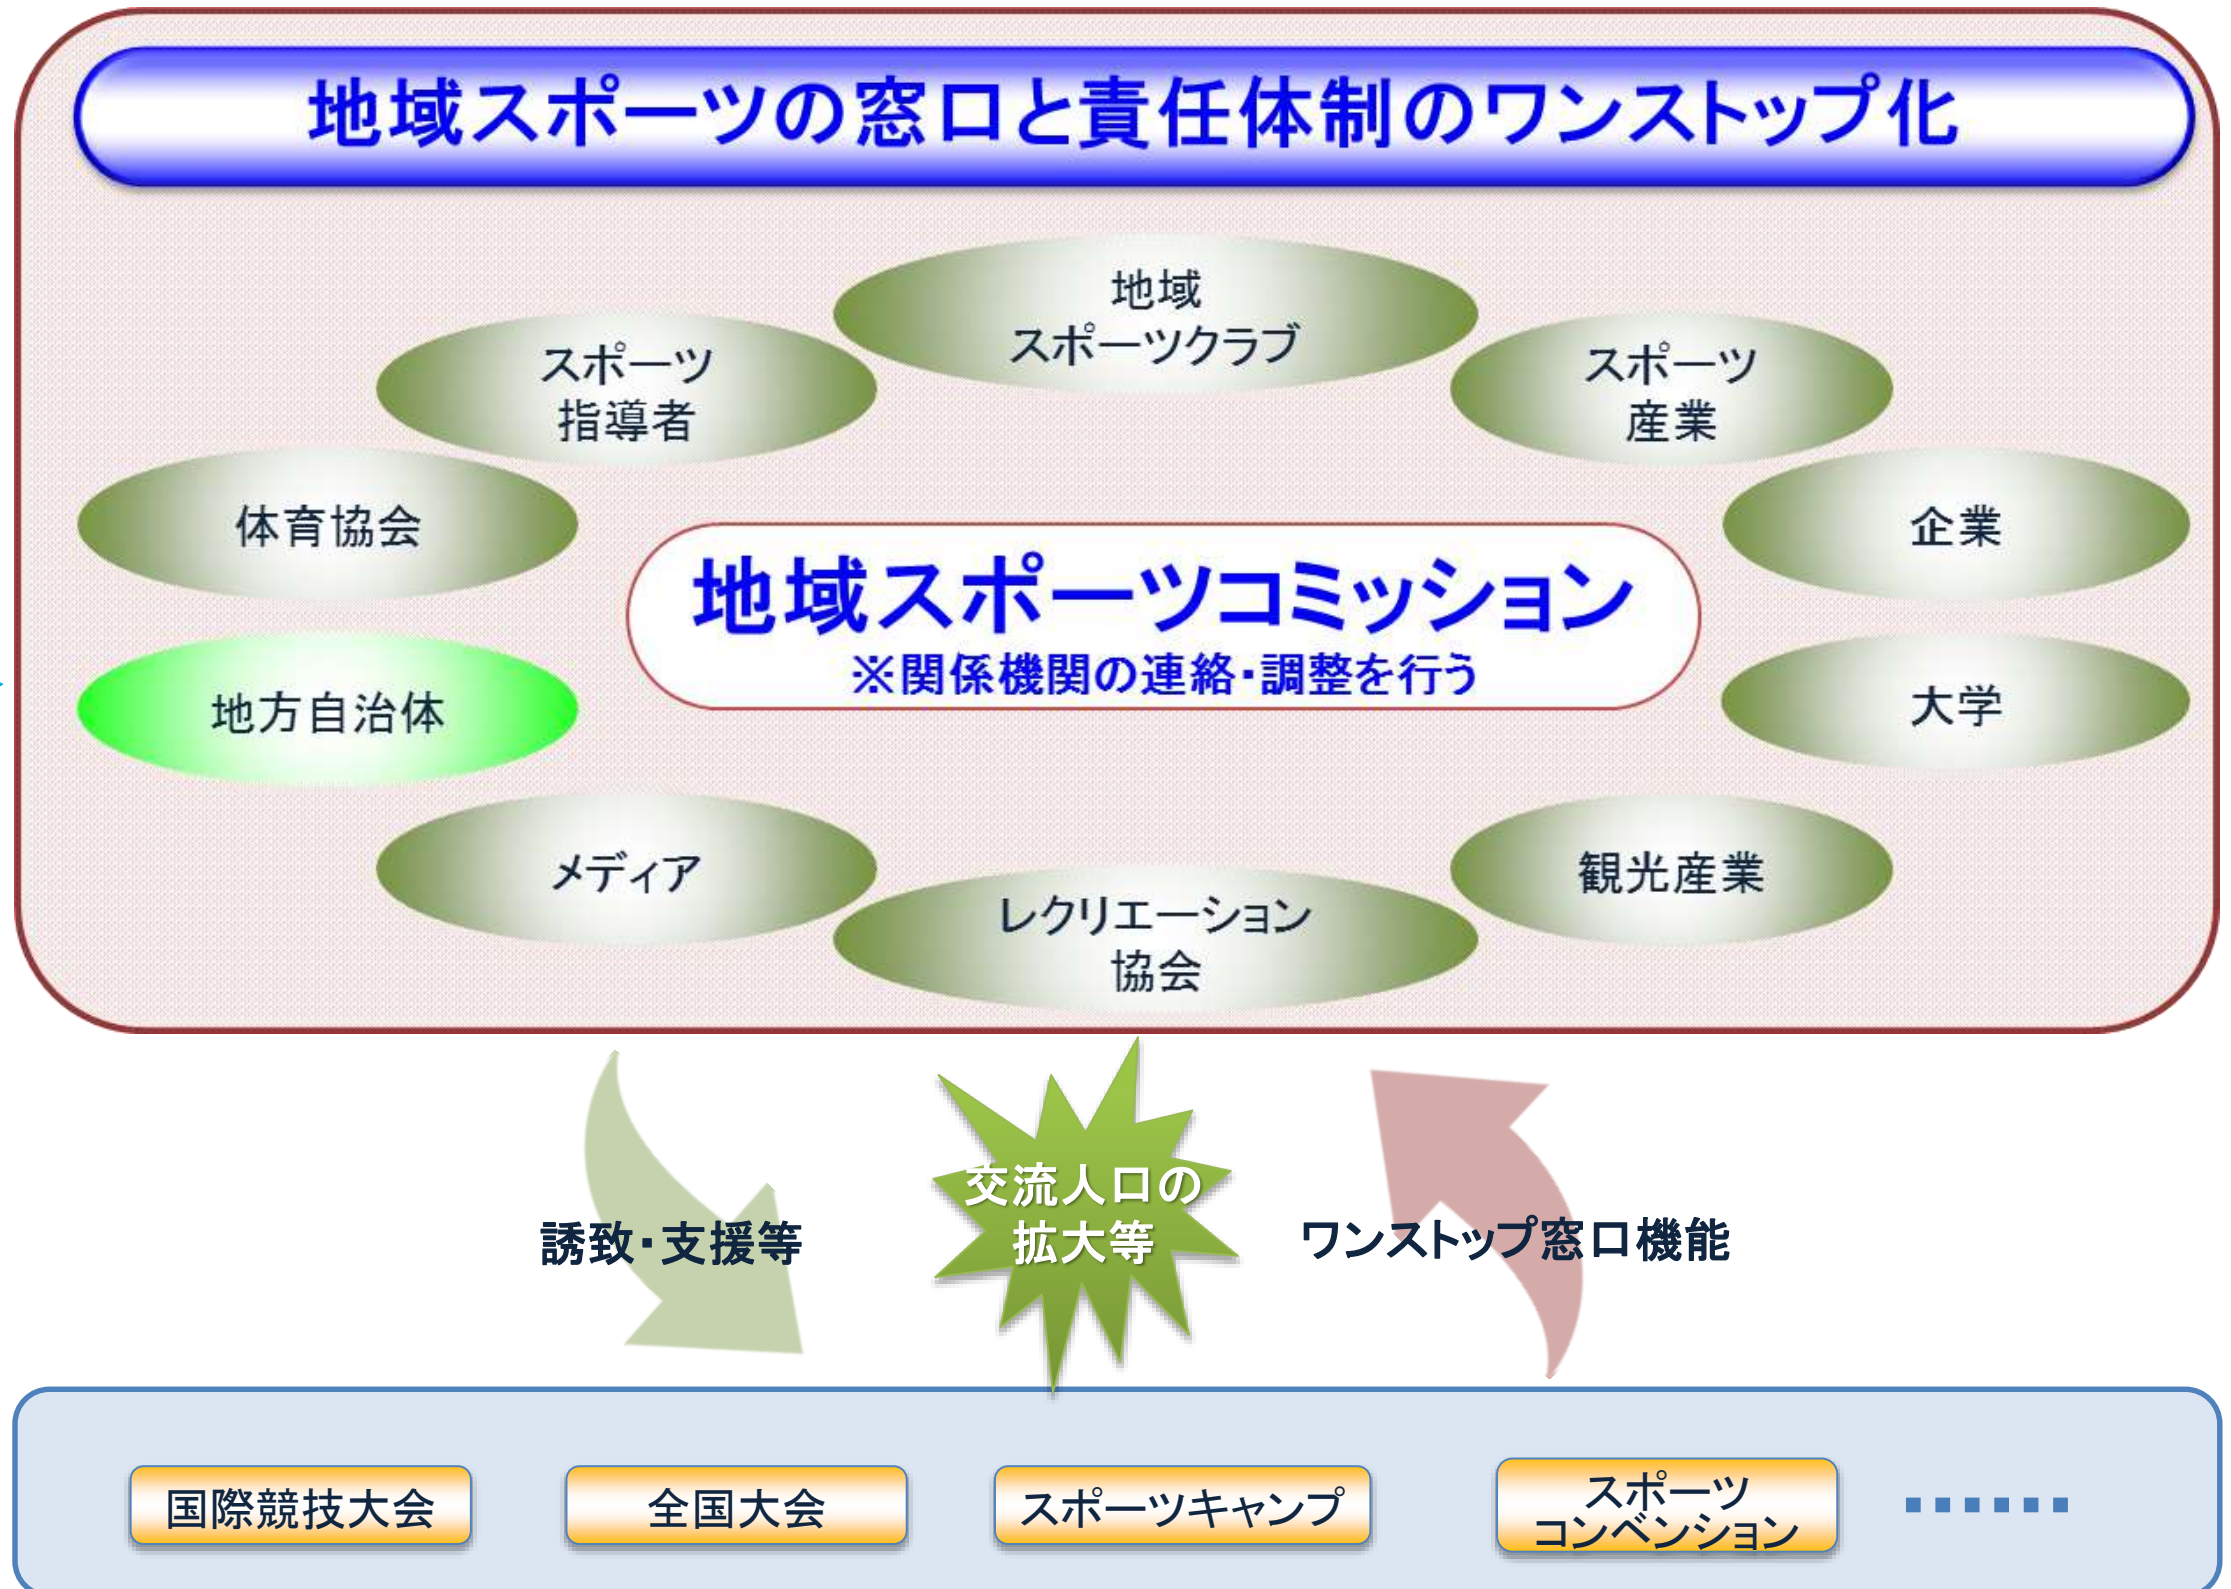 地域スポーツの窓口と責任体制のワンストップ化
地域
スポーツクラブ
スポーツ
指導者
スポーツ
産業
体育協会
企業
地域スポーツコミッション
※関係機関の連絡・調整を行う
地方自治体
大学
メディア
観光産業
レクリエーション
協会
交流人口の
拡大等
誘致・支援等
ワンストップ窓口機能
国際競技大会
全国大会
スポーツキャンプ
スポーツ
コンベンション